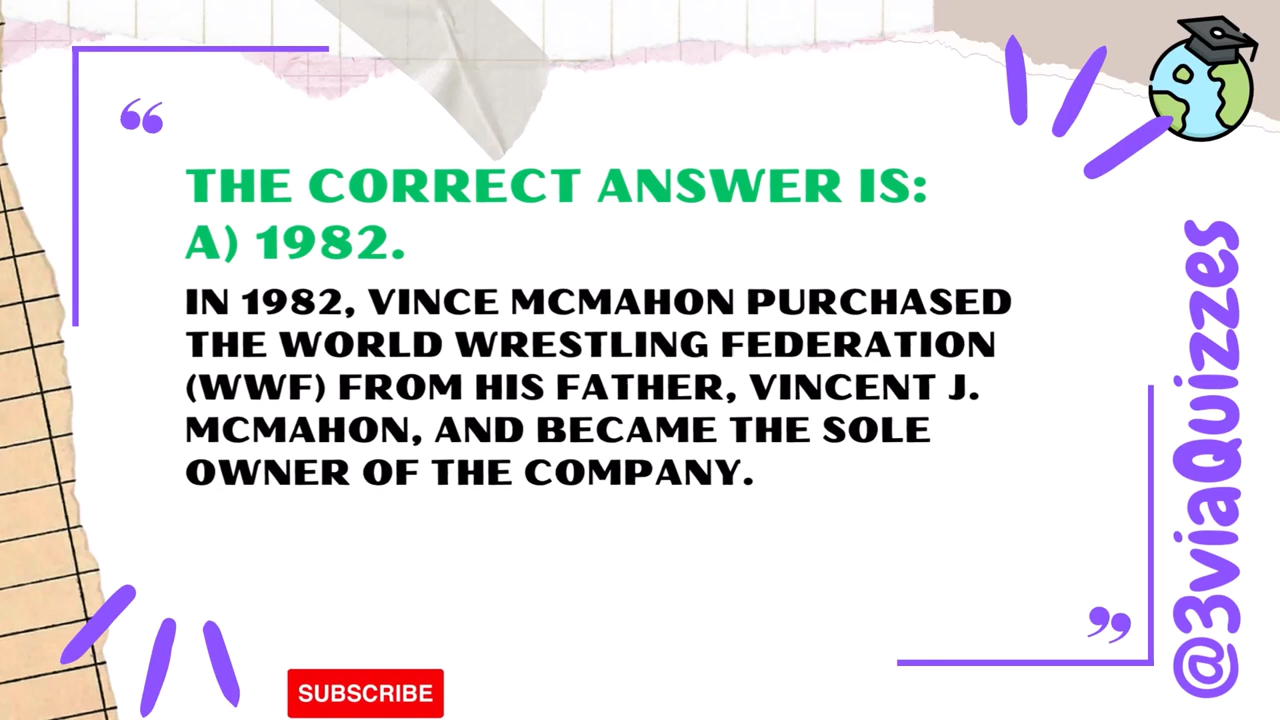 “
THE CORRECT ANSWER IS:
A) 1982.
IN 1982, VINCE MCMAHON PURCHASED
THE WORLD WRESTLING FEDERATION
(WWF) FROM HIS FATHER, VINCENT J.
MCMAHON, AND BECAME THE SOLE
OWNER OF THE COMPANY.
”
SUBSCRIBE
@3viaQuizzes